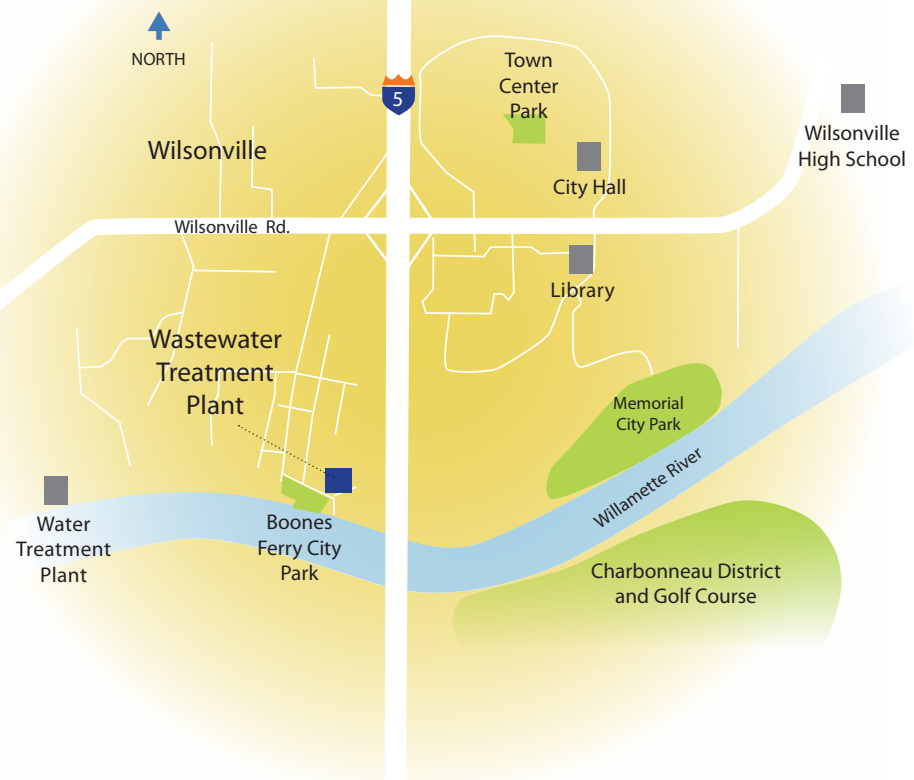 NORTH
Town
Center
Park
5
Wilsonville
High School
Wilsonville
City Hall
Wilsonville Rd.
Library
Wastewater
Treatment
Plant
Memorial
City Park
Willamette River
Water
Treatment
Plant
Boones
Ferry City
Park
Charbonneau District
and Golf Course